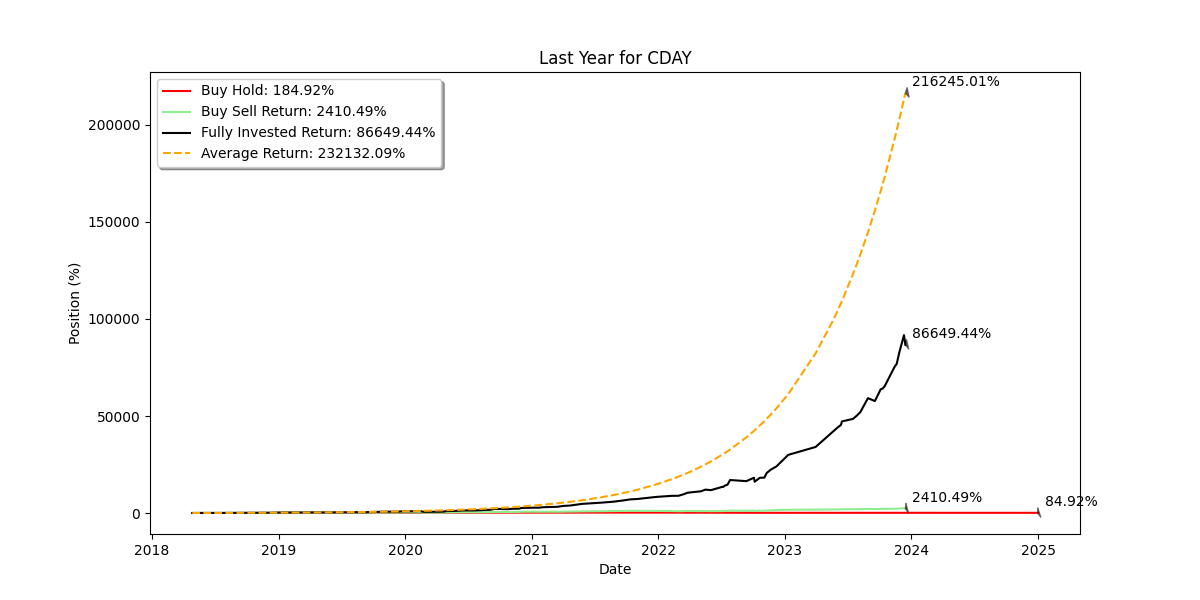 Last Year for CDAY
Buy Hold: 184.92%
Buy Sell Return: 2410.49%
Fully Invested Return: 86649.44%
Average Return: 232132.09%
216245.01%
86649.44%
2410.49%
84.92%
Position (%)
200000
150000
100000
50000
0
2018 2019 2020 2021 2022 2023 2024 2025
Date